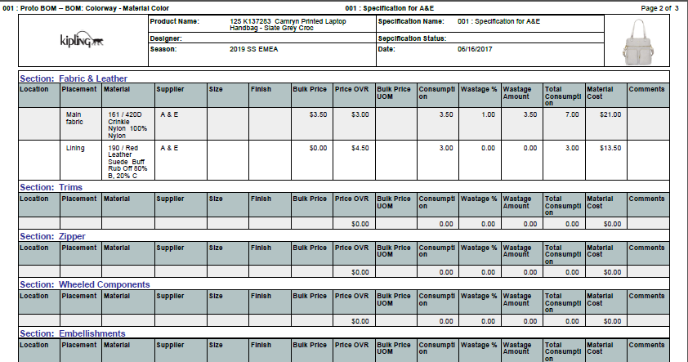 001 : Proto BOM – BOM: Colorway - Material Color 001 : Specification for A&E Page 2 of 3
kipling
Product Name: 125 K137283 Camryn Printed Laptop Handbag - Slate Grey Croc Specification Name: 001 : Specification for A&E
Designer: Sepcification Status:
Season: 2019 SS EMEA Date: 06/16/2017
Section: Fabric & Leather
Location Placement Material Supplier Size Finish Bulk Price Price OVR Bulk Price UOM Consumption Wastage % Wastage Amount Total Consumption Material Cost Comments
Main fabric 161 / 420D Crinkle Nylon 100% Nylon A & E $3.50 $3.00 3.50 1.00 3.50 7.00 $21.00
Lining 190 / Red Leather Suede Buff Rub Off 80% B, 20% C A & E $0.00 $4.50 3.00 0.00 0.00 3.00 $13.50
Section: Trims
Location Placement Material Supplier Size Finish Bulk Price Price OVR Bulk Price UOM Consumption Wastage % Wastage Amount Total Consumption Material Cost Comments
$0.00 0.00 0.00 0.00 0.00 $0.00
Section: Zipper
Location Placement Material Supplier Size Finish Bulk Price Price OVR Bulk Price UOM Consumption Wastage % Wastage Amount Total Consumption Material Cost Comments
$0.00 0.00 0.00 0.00 0.00 $0.00
Section: Wheeled Components
Location Placement Material Supplier Size Finish Bulk Price Price OVR Bulk Price UOM Consumption Wastage % Wastage Amount Total Consumption Material Cost Comments
$0.00 0.00 0.00 0.00 0.00 $0.00
Section: Embellishments
Location Placement Material Supplier Size Finish Bulk Price Price OVR Bulk Price UOM Consumption Wastage % Wastage Amount Total Consumption Material Cost Comments